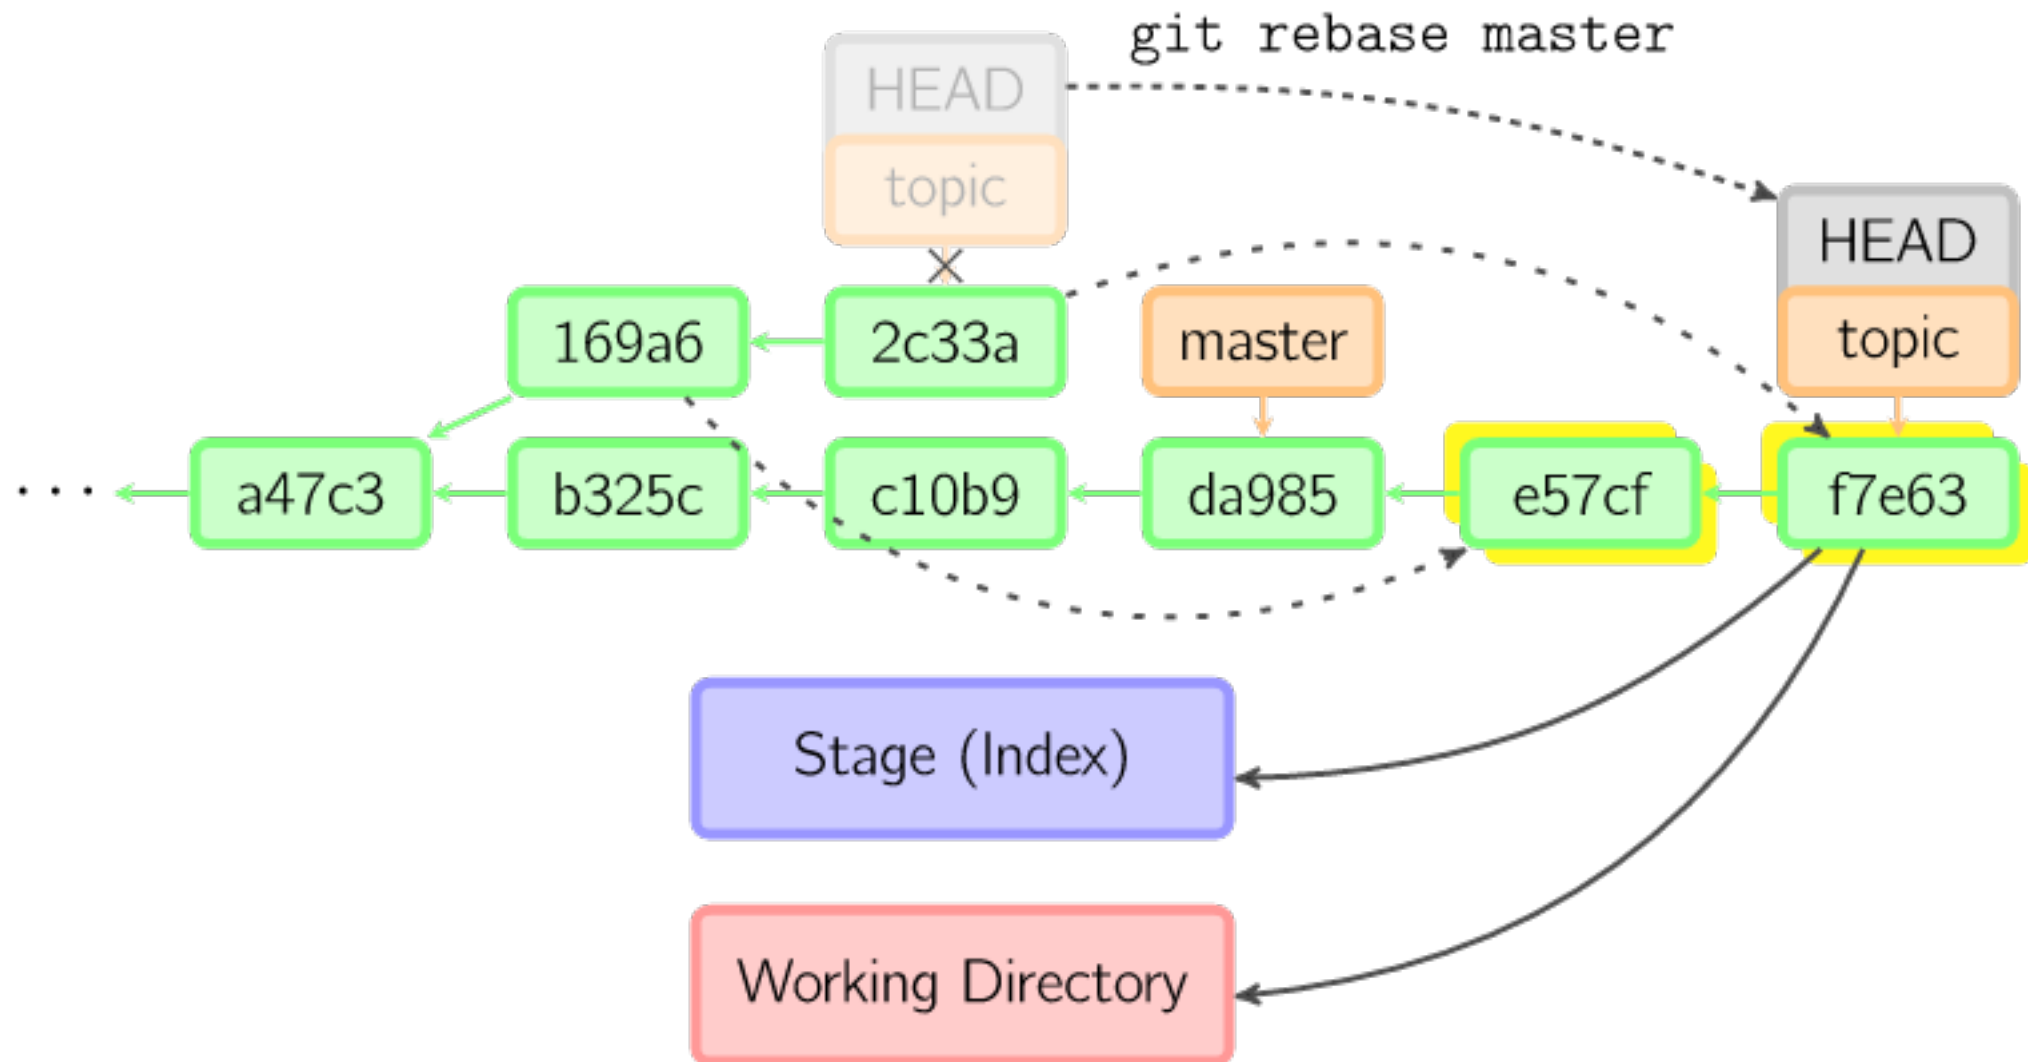 git rebase master
HEAD
topic
HEAD
topic
169a6
2c33a
master
... a47c3 b325c c10b9 da985 e57cf f7e63
Stage (Index)
Working Directory